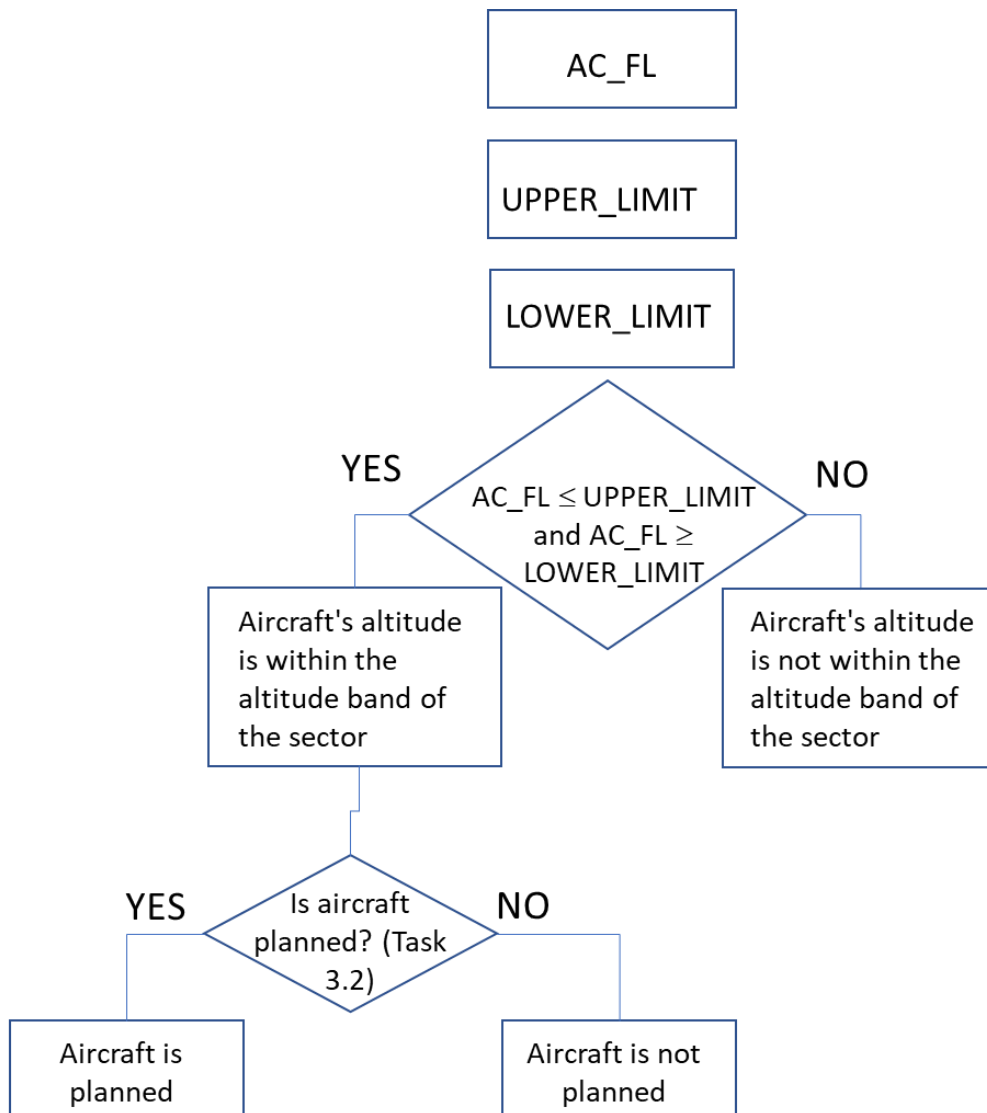 AC_FL
UPPER_LIMIT
LOWER_LIMIT
YES
NO
AC_FL ≤ UPPER_LIMIT
and AC_FL ≥
LOWER_LIMIT
Aircraft's altitude
is within the
altitude band of
the sector
Aircraft's altitude
is not within the
altitude band of
the sector
YES
NO
Is aircraft
planned? (Task
3.2)
Aircraft is
planned
Aircraft is not
planned